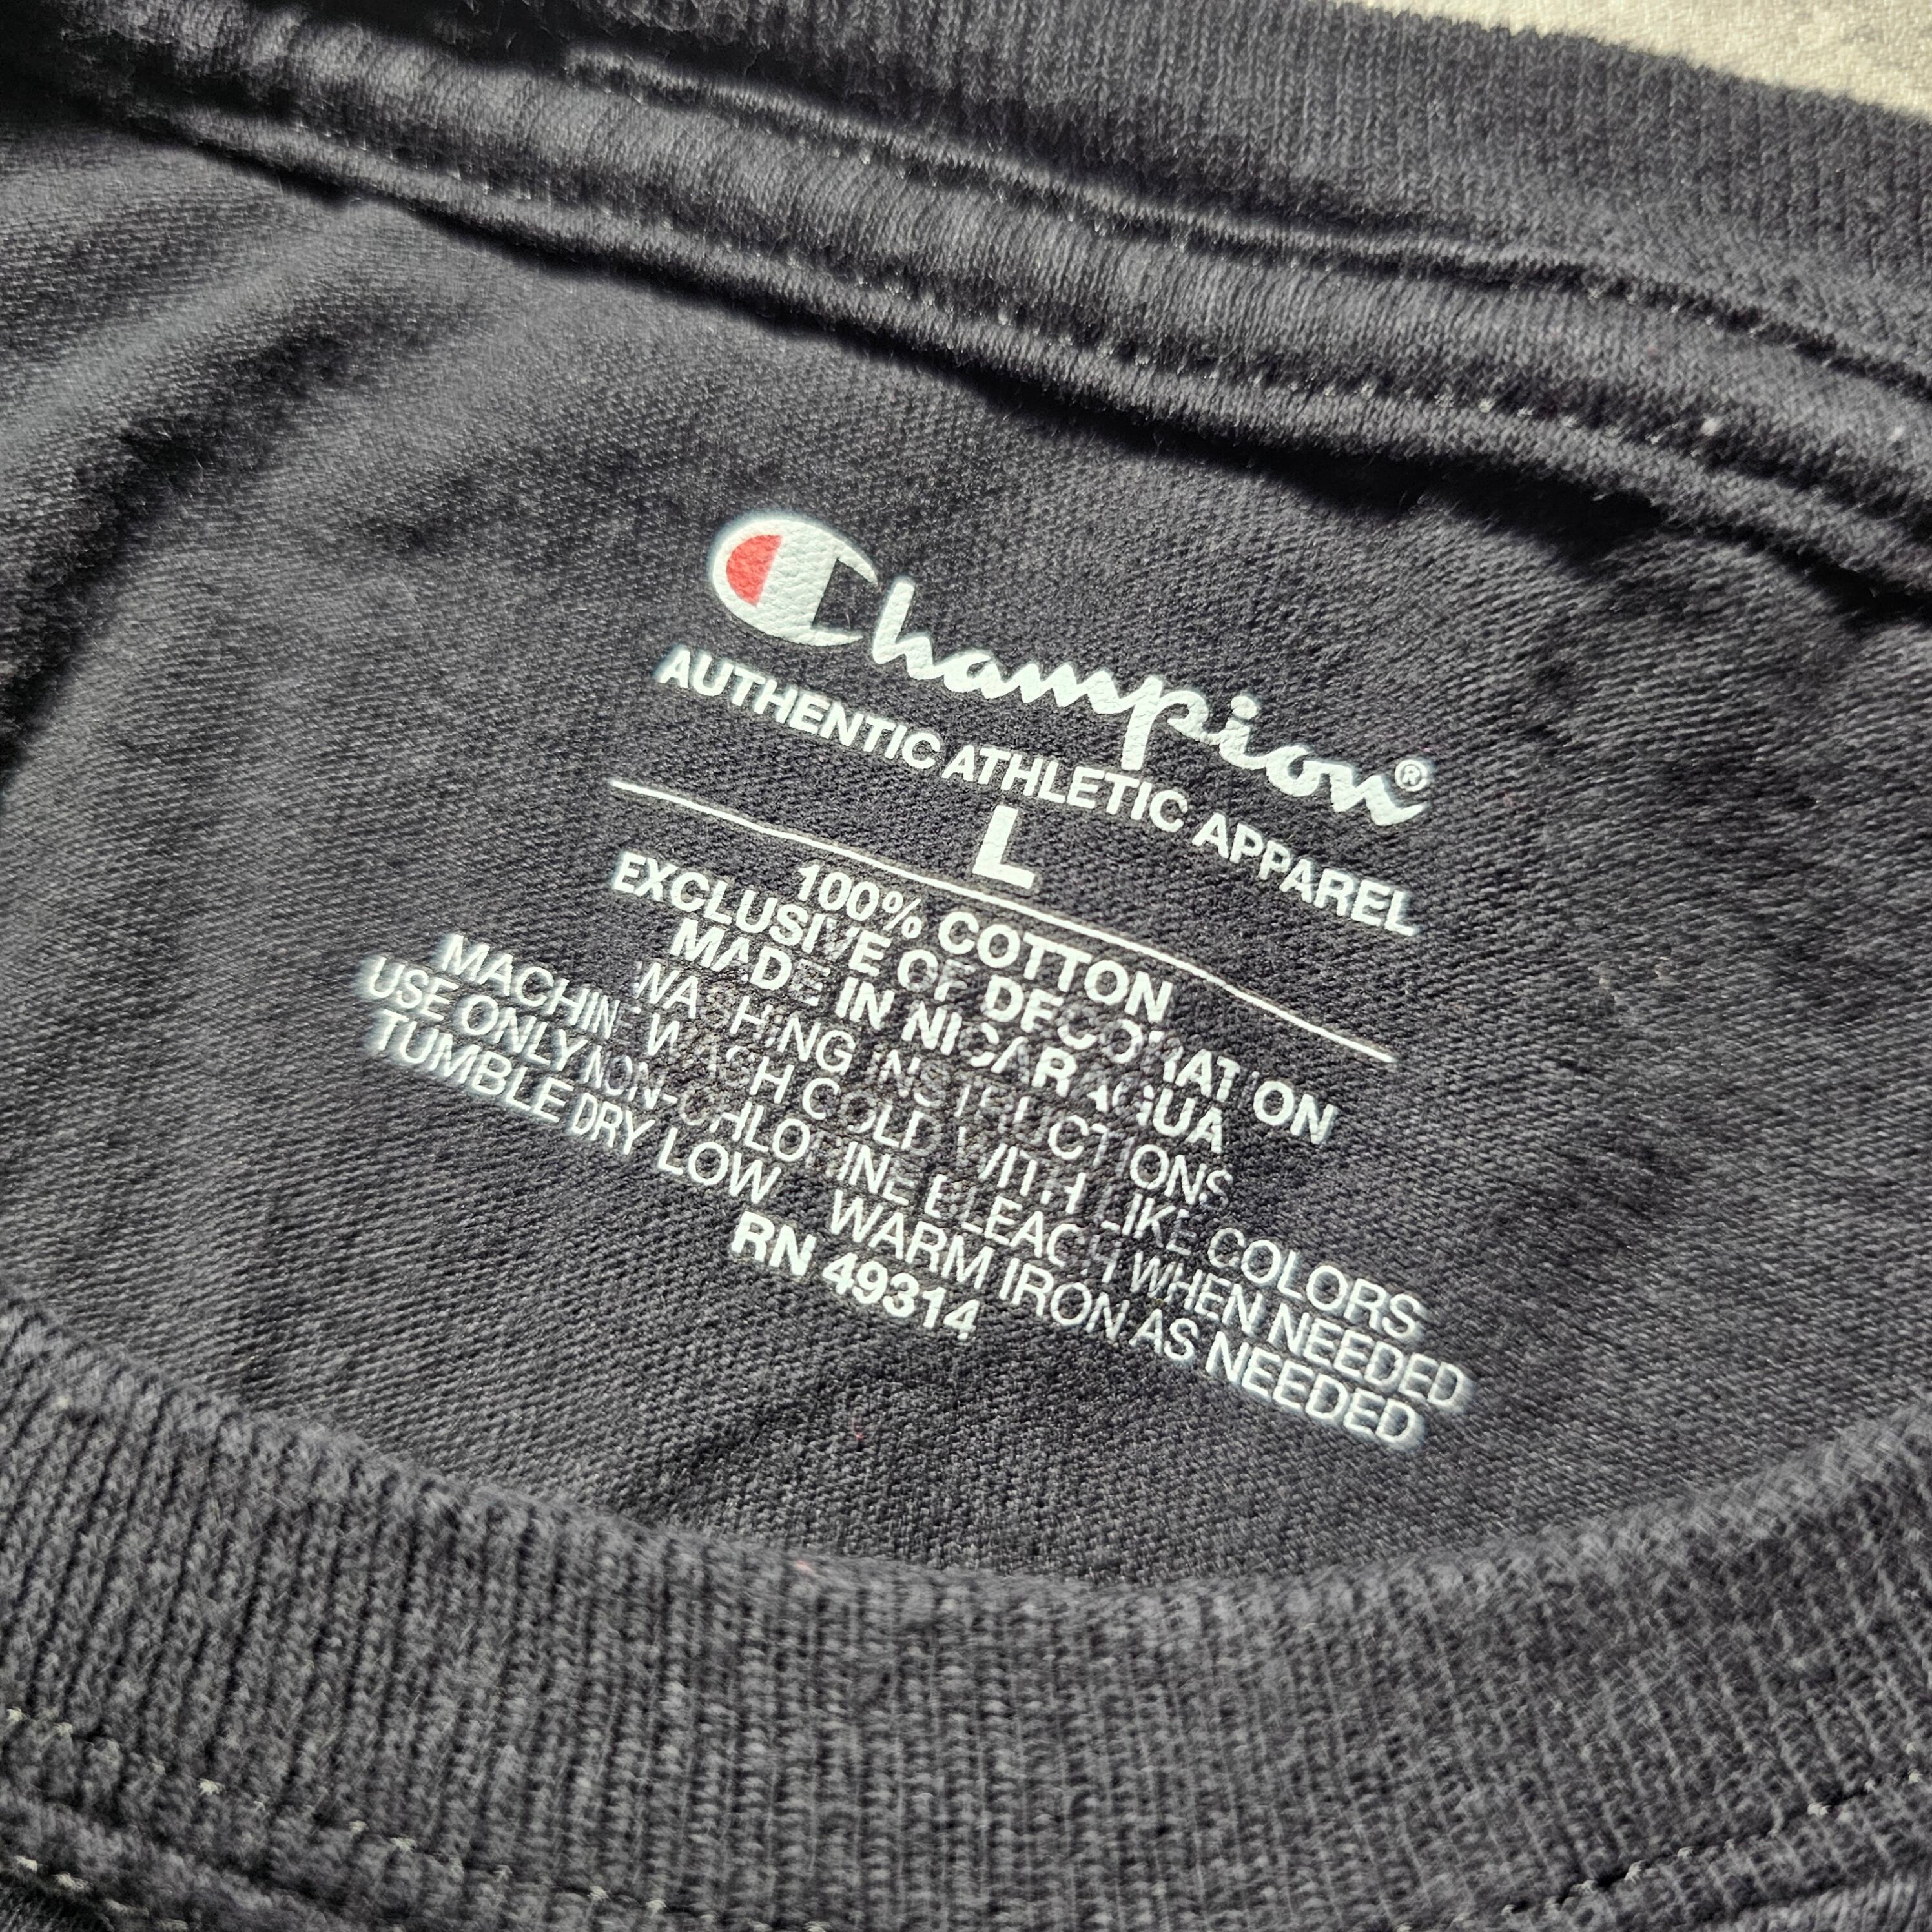 Champion®
AUTHENTIC ATHLETIC APPAREL
L
100% COTTON
EXCLUSIVE OF DECORATION
MADE IN NICARAGUA
WASHING INSTRUCTIONS
MACHINE WASH COLD WITH LIKE COLORS
USE ONLY NON-CHLORINE BLEACH WHEN NEEDED
TUMBLE DRY LOW WARM IRON AS NEEDED
RN 49314